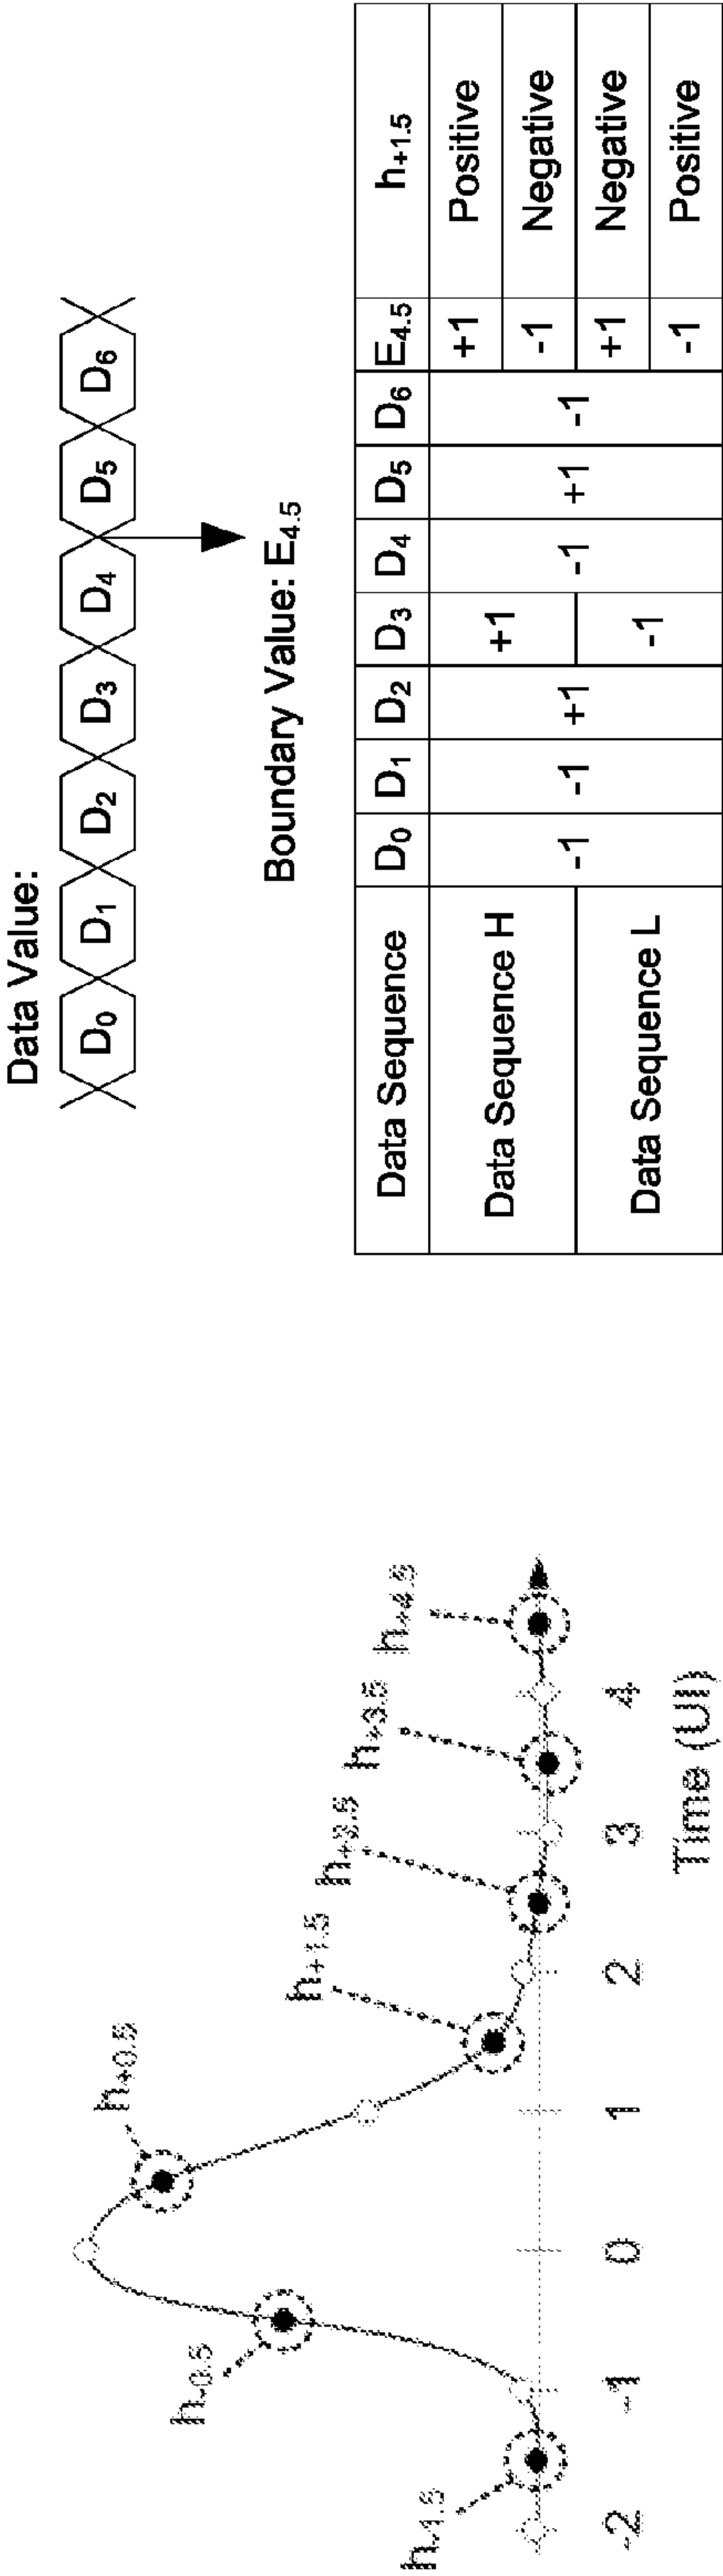 h-1.5
h-0.5
h+0.5
h+1.5
h+2.5
h+3.5
h+4.5
-2 -1 0 1 2 3 4
Time (UI)
Data Value:
D0 D1 D2 D3 D4 D5 D6
Boundary Value: E4.5
Data Sequence D0 D1 D2 D3 D4 D5 D6 E4.5 h+1.5
Data Sequence H -1 -1 +1 +1 -1 +1 -1 +1 Positive
-1 Negative
Data Sequence L -1 +1 Negative
-1 Positive